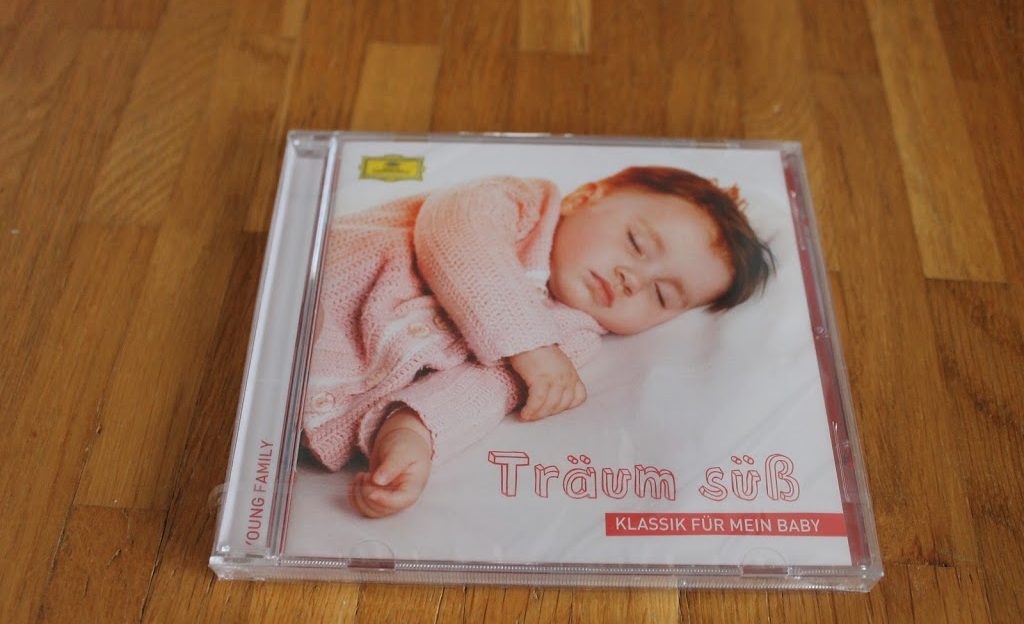 Träum süß
KLASSIK FÜR MEIN BABY
YOUNG FAMILY